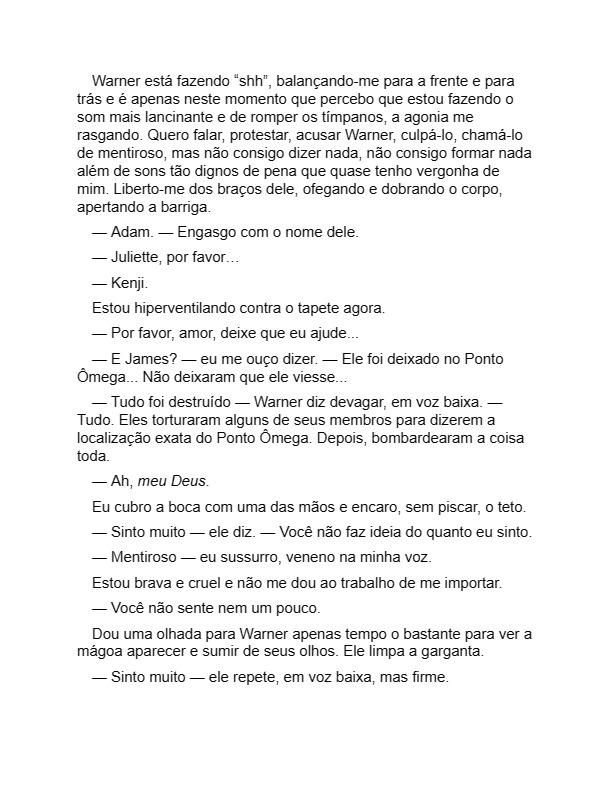 Warner está fazendo “shh”, balançando-me para a frente e para
trás e é apenas neste momento que percebo que estou fazendo o
som mais lancinante e de romper os tímpanos, a agonia me
rasgando. Quero falar, protestar, acusar Warner, culpá-lo, chamá-lo
de mentiroso, mas não consigo dizer nada, não consigo formar nada
além de sons tão dignos de pena que quase tenho vergonha de
mim. Liberto-me dos braços dele, ofegando e dobrando o corpo,
apertando a barriga.
— Adam. — Engasgo com o nome dele.
— Juliette, por favor…
— Kenji.
Estou hiperventilando contra o tapete agora.
— Por favor, amor, deixe que eu ajude...
— E James? — eu me ouço dizer. — Ele foi deixado no Ponto
Ômega... Não deixaram que ele viesse...
— Tudo foi destruído — Warner diz devagar, em voz baixa. —
Tudo. Eles torturaram alguns de seus membros para dizerem a
localização exata do Ponto Ômega. Depois, bombardearam a coisa
toda.
— Ah, meu Deus.
Eu cubro a boca com uma das mãos e encaro, sem piscar, o teto.
— Sinto muito — ele diz. — Você não faz ideia do quanto eu sinto.
— Mentiroso — eu sussurro, veneno na minha voz.
Estou brava e cruel e não me dou ao trabalho de me importar.
— Você não sente nem um pouco.
Dou uma olhada para Warner apenas tempo o bastante para ver a
mágoa aparecer e sumir de seus olhos. Ele limpa a garganta.
— Sinto muito — ele repete, em voz baixa, mas firme.